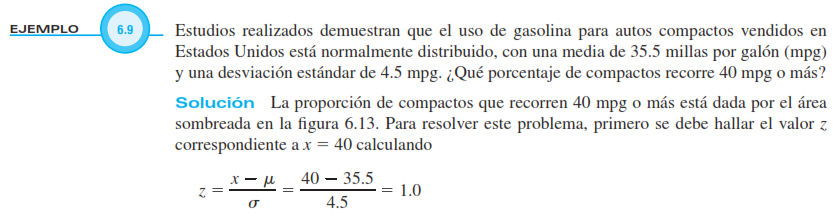 EJEMPLO 6.9 Estudios realizados demuestran que el uso de gasolina para autos compactos vendidos en
Estados Unidos está normalmente distribuido, con una media de 35.5 millas por galón (mpg)
y una desviación estándar de 4.5 mpg. ¿Qué porcentaje de compactos recorre 40 mpg o más?
Solución La proporción de compactos que recorren 40 mpg o más está dada por el área
sombreada en la figura 6.13. Para resolver este problema, primero se debe hallar el valor z
correspondiente a x = 40 calculando
z = (x − μ)/σ = (40 − 35.5)/4.5 = 1.0